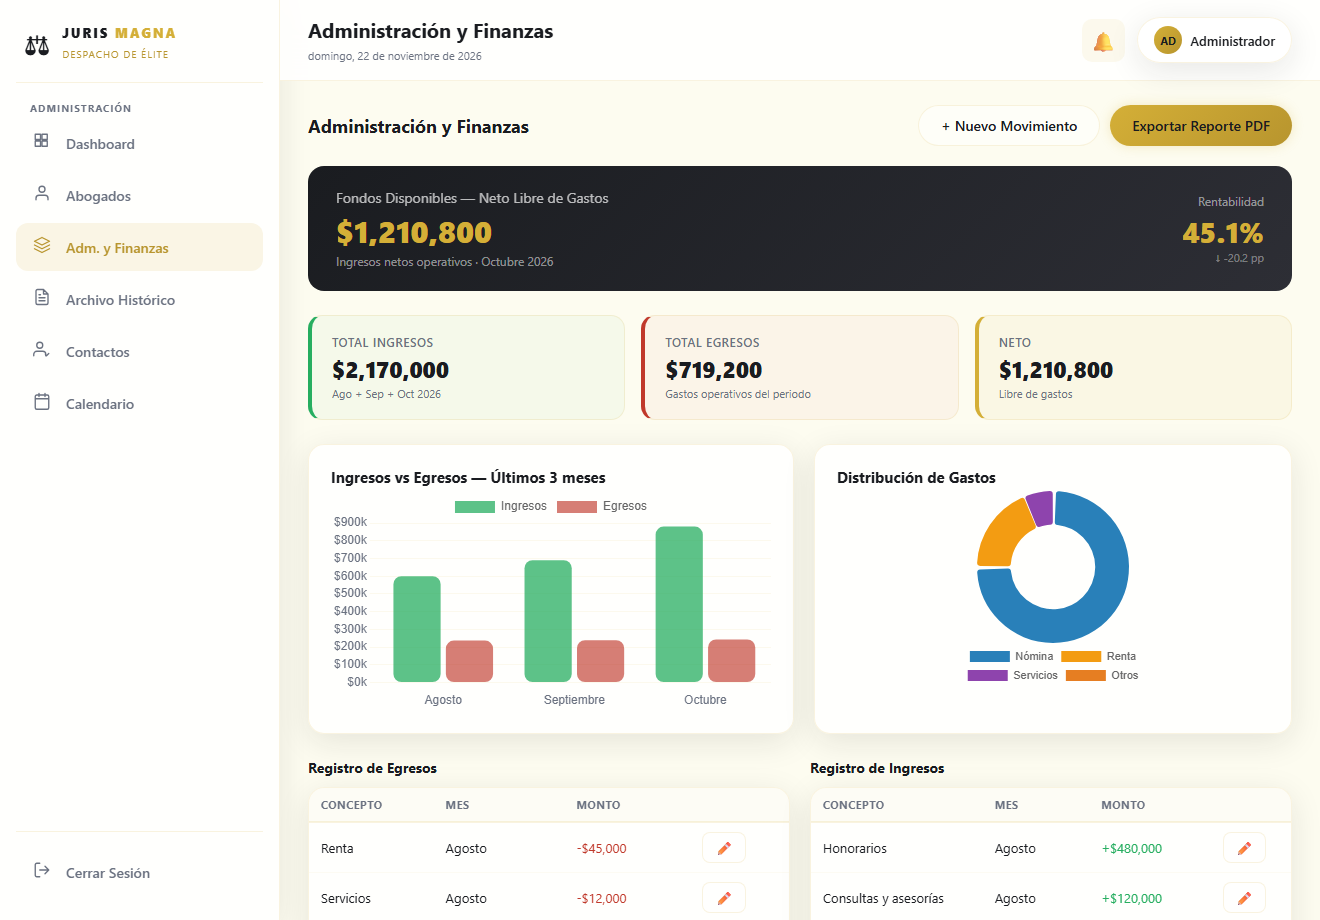 JURIS MAGNA
DESPACHO DE ÉLITE
ADMINISTRACIÓN
Dashboard
Abogados
Adm. y Finanzas
Archivo Histórico
Contactos
Calendario
Cerrar Sesión
Administración y Finanzas
domingo, 22 de noviembre de 2026
AD Administrador
Administración y Finanzas
+ Nuevo Movimiento
Exportar Reporte PDF
Fondos Disponibles — Neto Libre de Gastos
$1,210,800
Ingresos netos operativos · Octubre 2026
Rentabilidad
45.1%
↓ -20.2 pp
TOTAL INGRESOS
$2,170,000
Ago + Sep + Oct 2026
TOTAL EGRESOS
$719,200
Gastos operativos del periodo
NETO
$1,210,800
Libre de gastos
Ingresos vs Egresos — Últimos 3 meses
Ingresos Egresos
$900k
$800k
$700k
$600k
$500k
$400k
$300k
$200k
$100k
$0k
Agosto Septiembre Octubre
Distribución de Gastos
Nómina Renta
Servicios Otros
Registro de Egresos
CONCEPTO MES MONTO
Renta Agosto -$45,000
Servicios Agosto -$12,000
Registro de Ingresos
CONCEPTO MES MONTO
Honorarios Agosto +$480,000
Consultas y asesorías Agosto +$120,000